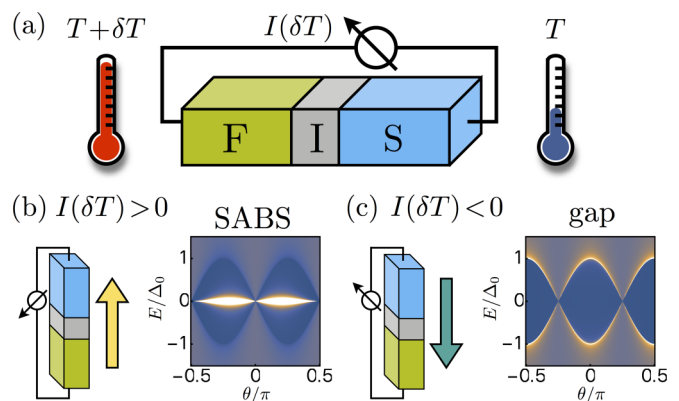 (a) T + δT I(δT) T
F I S
(b) I(δT) > 0 SABS (c) I(δT) < 0 gap
E/Δ₀ 1 0 -1 E/Δ₀ 1 0 -1
-0.5 0 0.5 -0.5 0 0.5
θ/π θ/π